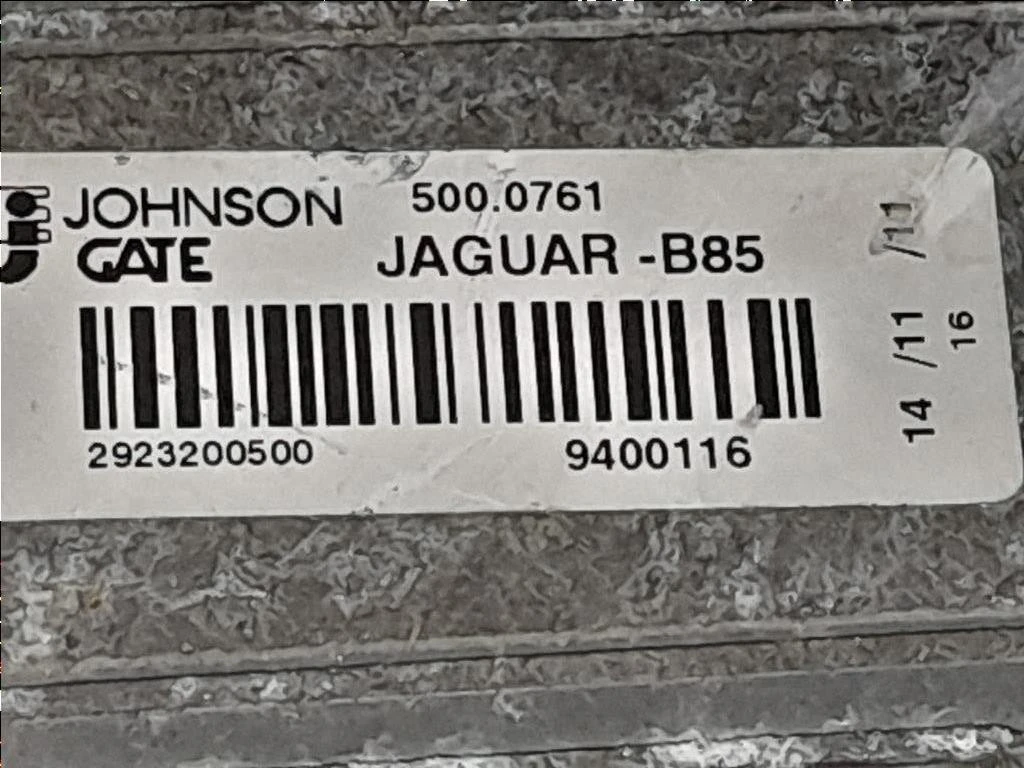 JOHNSON
GATE
500.0761
JAGUAR -B85
2923200500
9400116
14 /11 /11
16